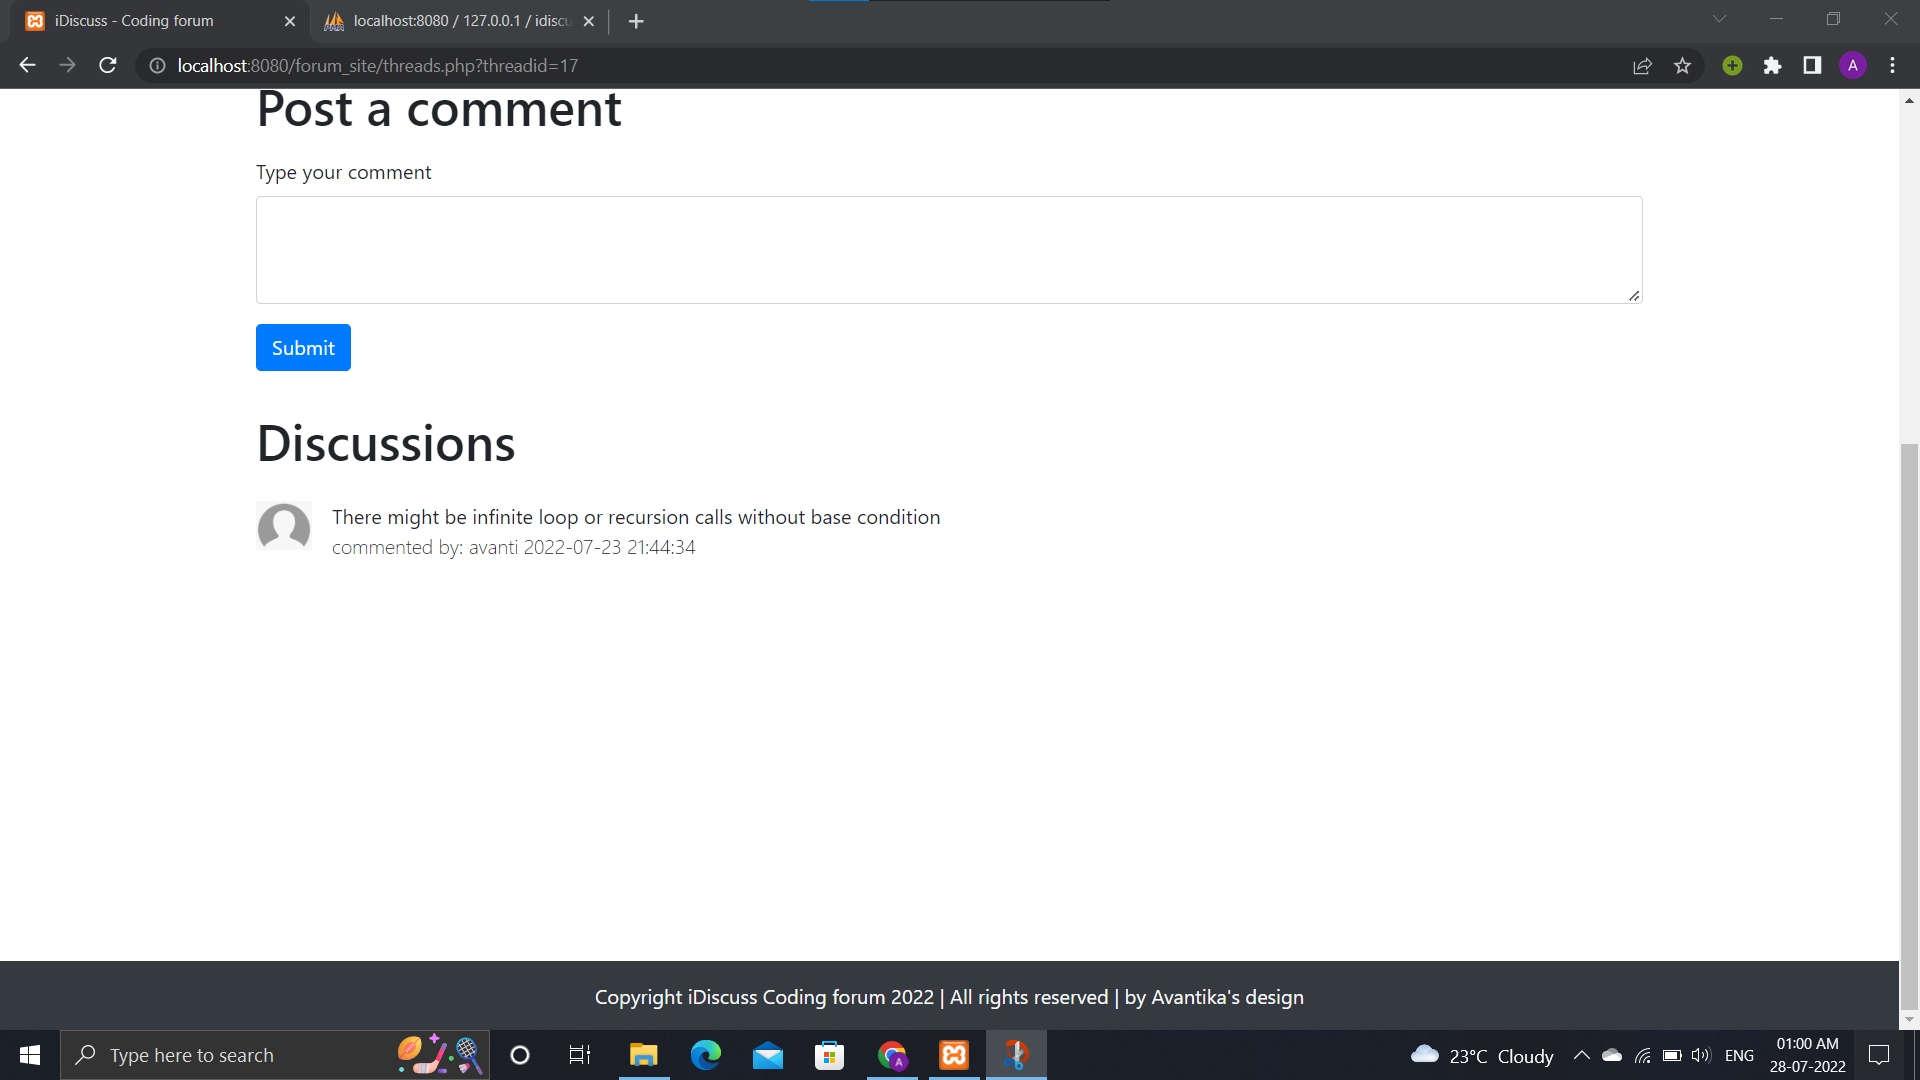 iDiscuss - Coding forum
localhost:8080 / 127.0.0.1 / idiscu
localhost:8080/forum_site/threads.php?threadid=17
A
Post a comment
Type your comment
Submit
Discussions
There might be infinite loop or recursion calls without base condition
commented by: avanti 2022-07-23 21:44:34
Copyright iDiscuss Coding forum 2022 | All rights reserved | by Avantika's design
Type here to search
A
23°C Cloudy
ENG
01:00 AM
28-07-2022